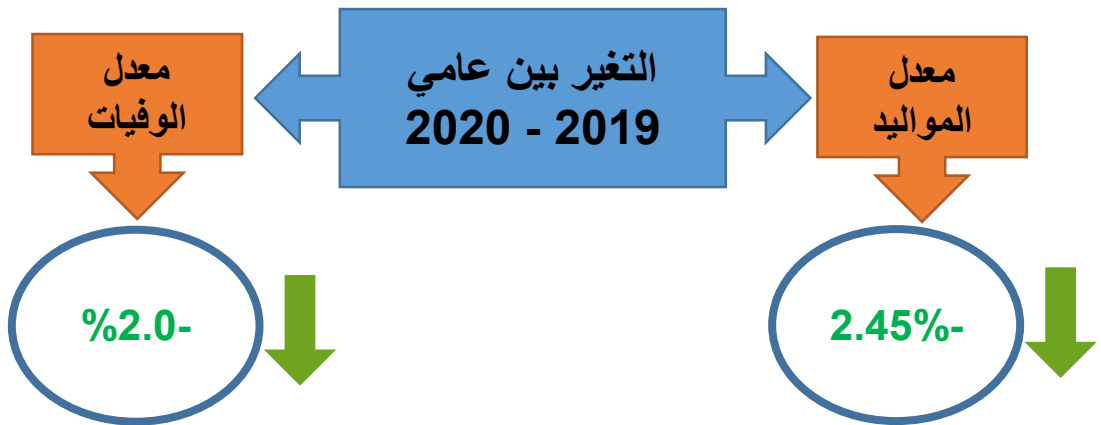 التغير بين عامي
2019 - 2020
معدل
المواليد
معدل
الوفيات
-2.45%
-2.0%